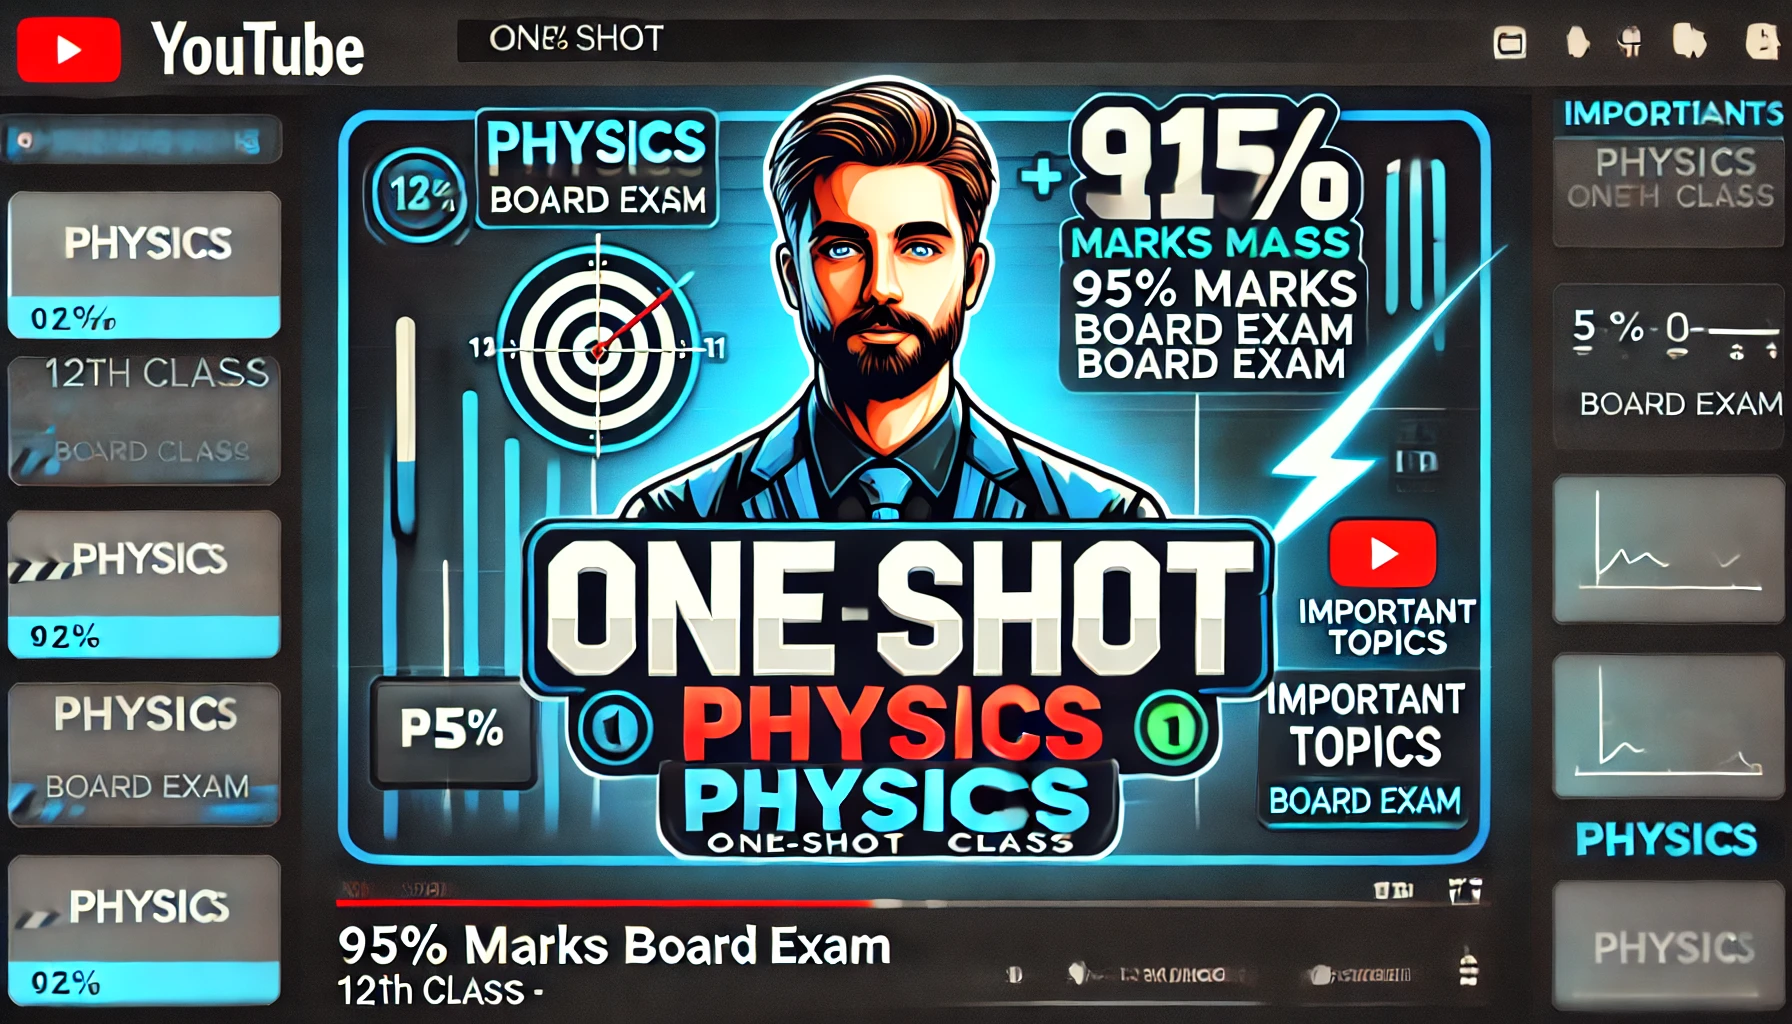 YouTube
ONE% SHOT
PHYSICS
02%
12TH CLASS
BOARD CLASS
PHYSICS
92%
PHYSICS
BOARD EXAM
PHYSICS
92%
12%
PHYSICS
BOARD EXAM
12
11
P5%
+
915%
MARKS MASS
95% MARKS
BOARD EXAM
BOARD EXAM
ONE-SHOT
PHYSICS
1
1
PHYSICS
ONE-SHOT CLASS
IMPORTANT
TOPICS
IMPORTANT
TOPICS
BOARD EXAM
95% Marks Board Exam
12th CLASS -
IMPORTIANTS
PHYSICS
ONE H CLASS
5 % 0
BOARD EXAM
PHYSICS
PHYSICS